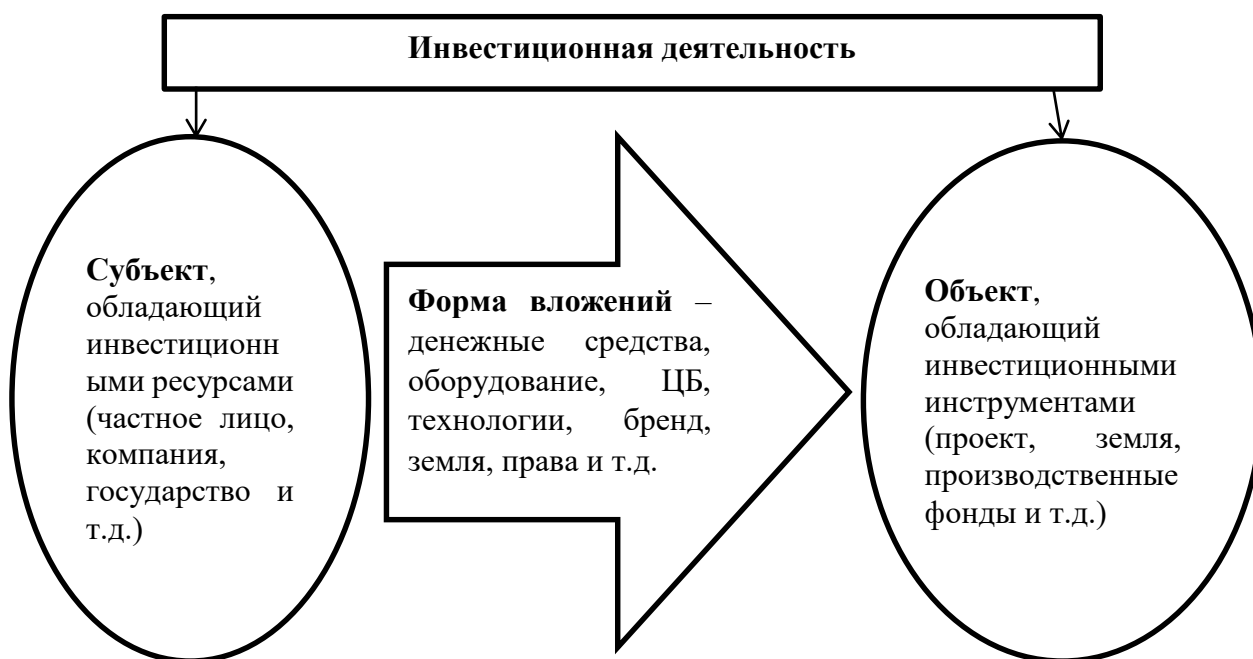 Инвестиционная деятельность
Субъект,
обладающий
инвестиционн
ыми ресурсами
(частное лицо,
компания,
государство и
т.д.)
Форма вложений –
денежные средства,
оборудование, ЦБ,
технологии, бренд,
земля, права и т.д.
Объект,
обладающий
инвестиционными
инструментами
(проект, земля,
производственные
фонды и т.д.)